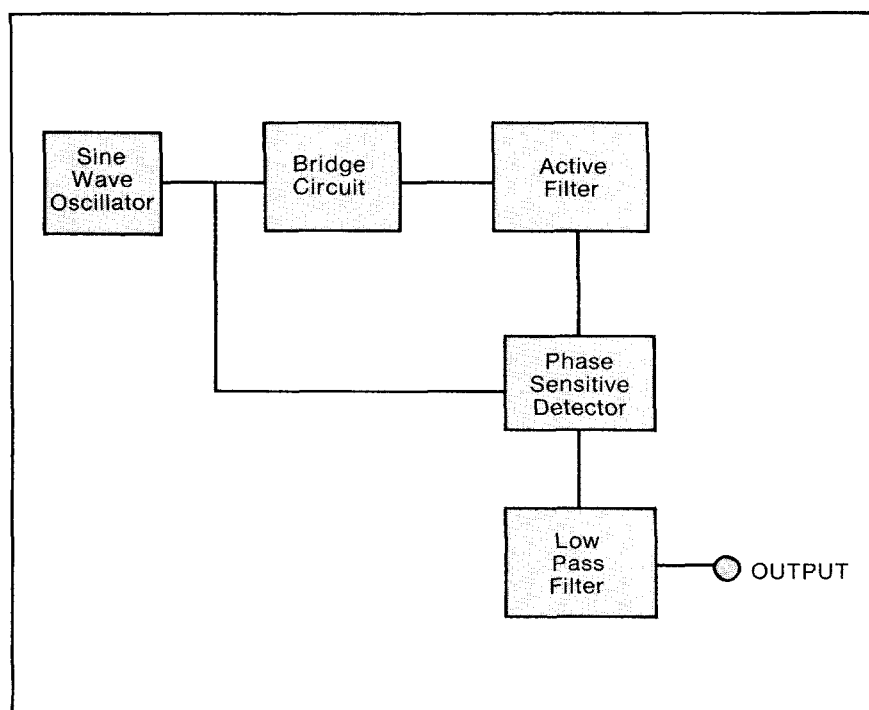 Sine
Wave
Oscillator
Bridge
Circuit
Active
Filter
Phase
Sensitive
Detector
Low
Pass
Filter
OUTPUT